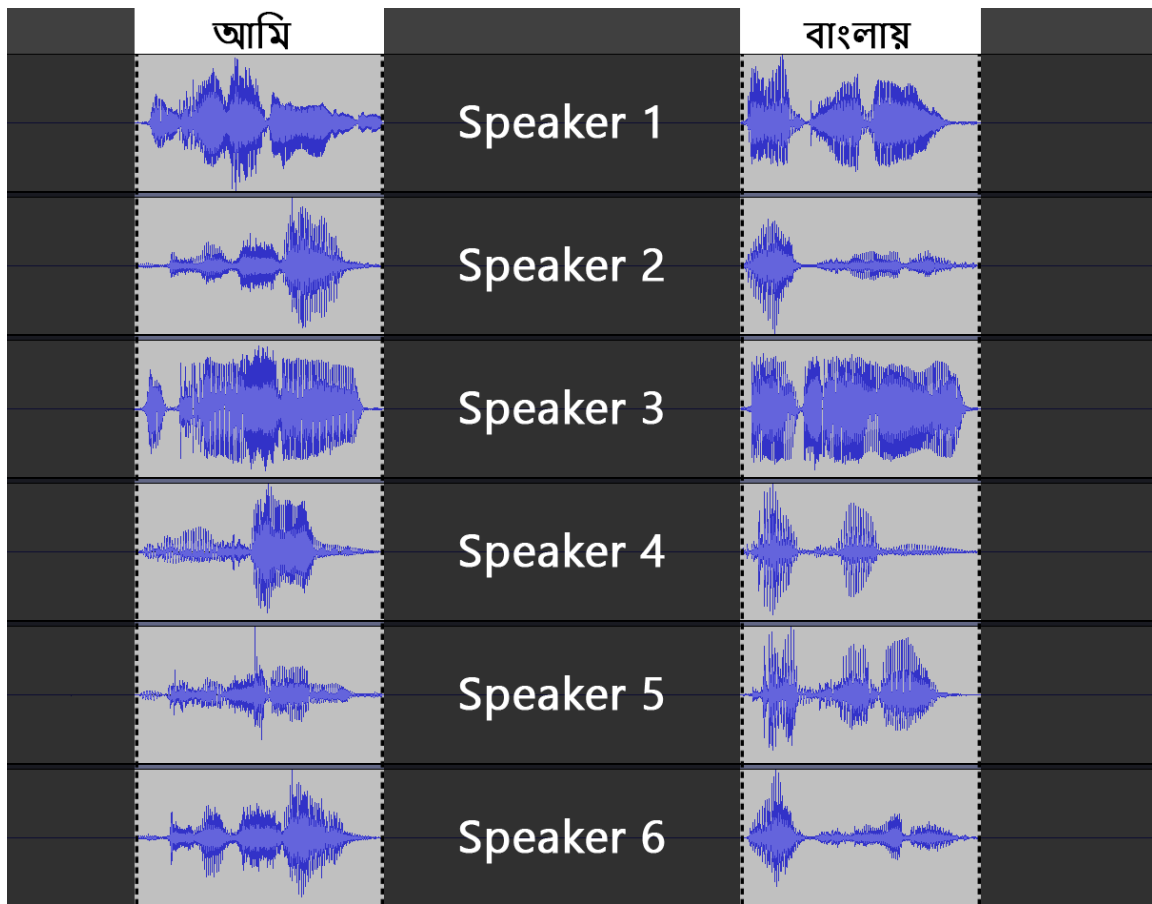 আমি বাংলায়
Speaker 1
Speaker 2
Speaker 3
Speaker 4
Speaker 5
Speaker 6